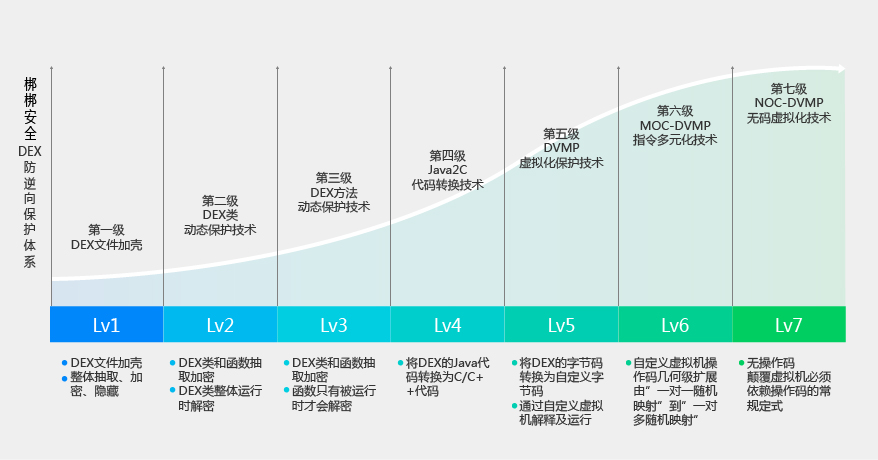 梆梆安全DEX防逆向保护体系
第一级
DEX文件加壳
第二级
DEX类
动态保护技术
第三级
DEX方法
动态保护技术
第四级
Java2C
代码转换技术
第五级
DVMP
虚拟化保护技术
第六级
MOC-DVMP
指令多元化技术
第七级
NOC-DVMP
无码虚拟化技术
Lv1
Lv2
Lv3
Lv4
Lv5
Lv6
Lv7
DEX文件加壳
整体抽取、加
密、隐藏
DEX类和函数抽
取加密
DEX类整体运行
时解密
DEX类和函数抽
取加密
函数只有被运行
时才会解密
将DEX的Java代
码转换为C/C+
+代码
将DEX的字节码
转换为自定义字
节码
通过自定义虚拟
机解释及运行
自定义虚拟机操
作码几何级扩展
由”一对一随机
映射”到”一对
多随机映射“
无操作码
颠覆虚拟机必须
依赖操作码的常
规定式